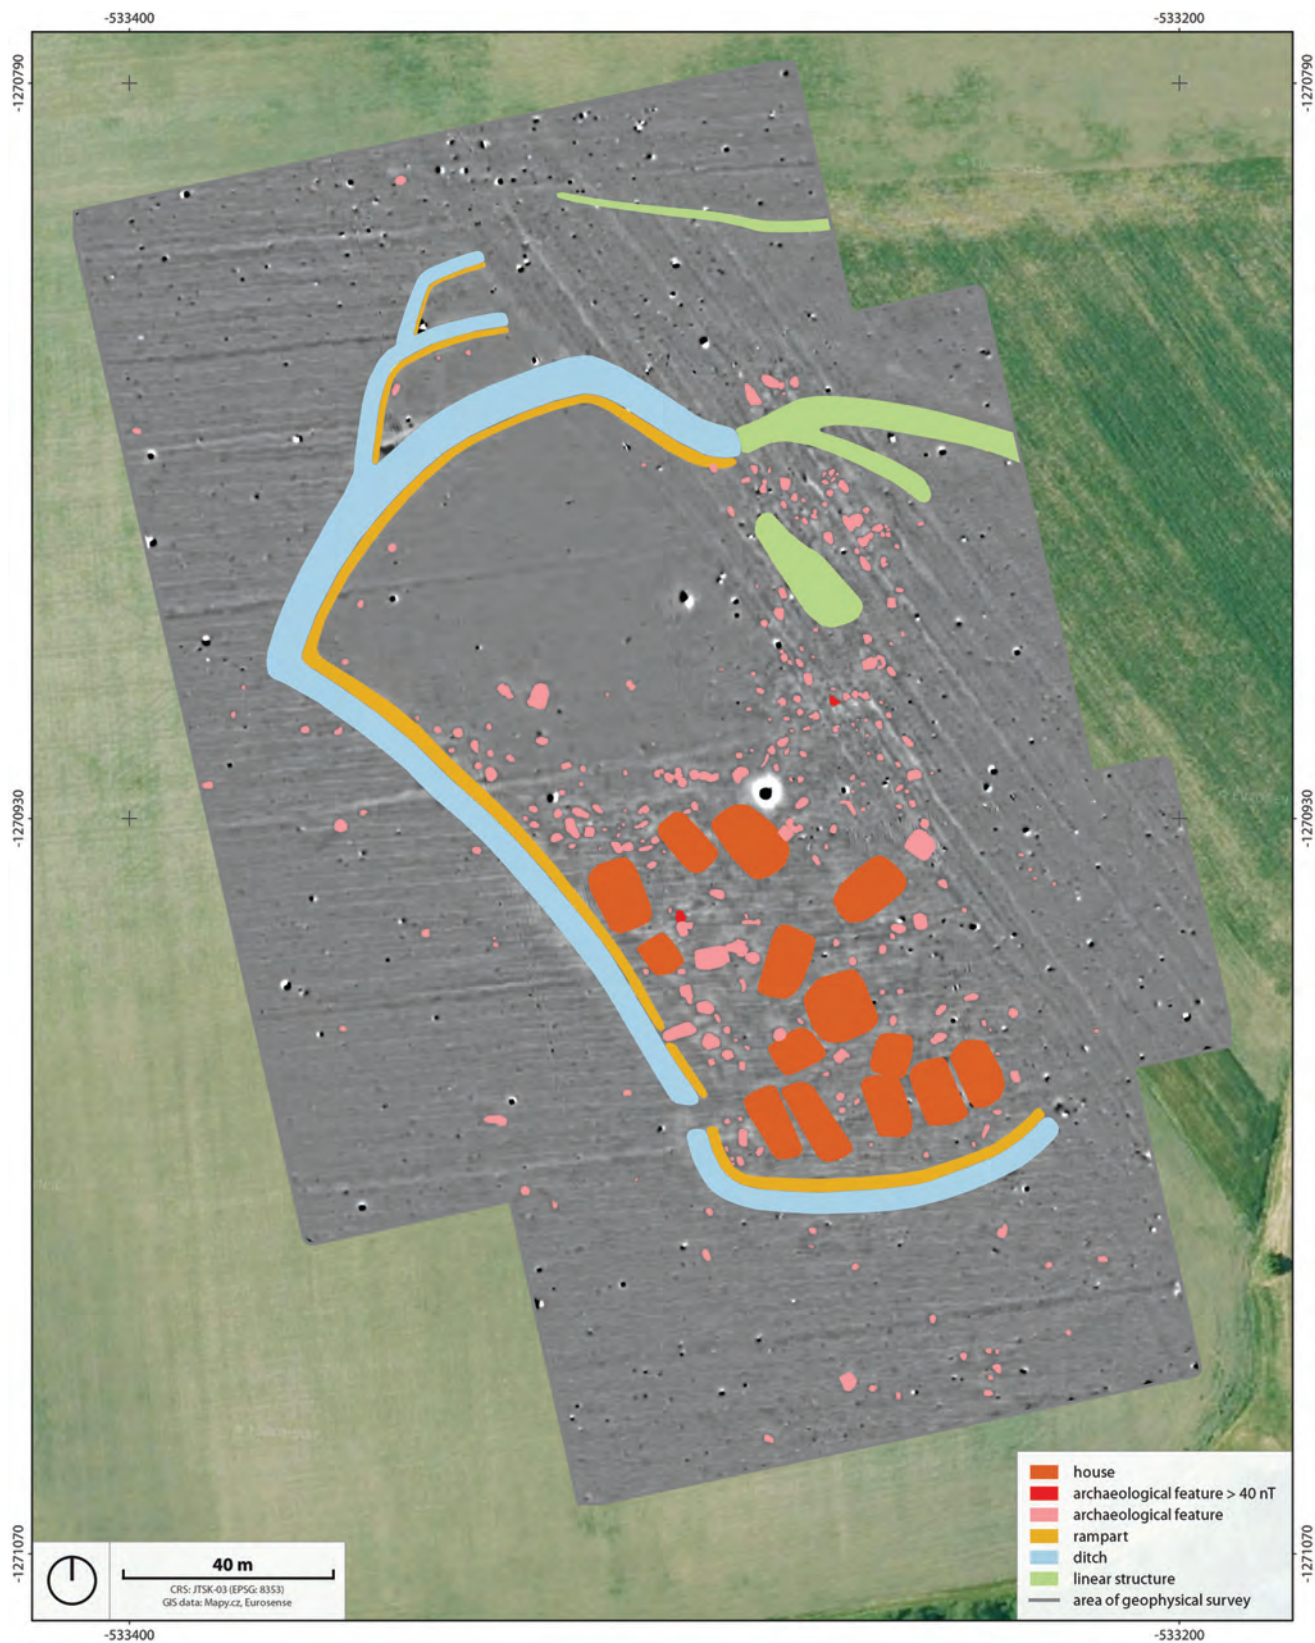 -533400
-533200
-1270790
-1270790
-1270930
-1270930
-1271070
-1271070
house
archaeological feature > 40 nT
archaeological feature
rampart
ditch
linear structure
area of geophysical survey
40 m
CRS: JTSK-03 (EPSG: 8353)
GIS data: Mapy.cz, Eurosense
-533400
-533200